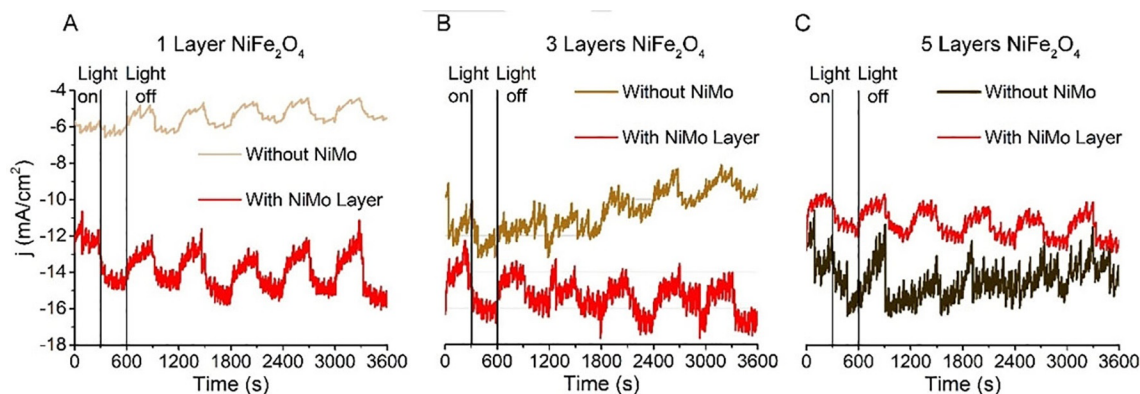 A
1 Layer NiFe₂O₄
Light on
Light off
-4
-6
-8
-10
-12
-14
-16
-18
j (mA/cm²)
Without NiMo
With NiMo Layer
0 600 1200 1800 2400 3000 3600
Time (s)
B
3 Layers NiFe₂O₄
Light on
Light off
Without NiMo
With NiMo Layer
0 600 1200 1800 2400 3000 3600
Time (s)
C
5 Layers NiFe₂O₄
Light on
Light off
Without NiMo
With NiMo Layer
0 600 1200 1800 2400 3000 3600
Time (s)